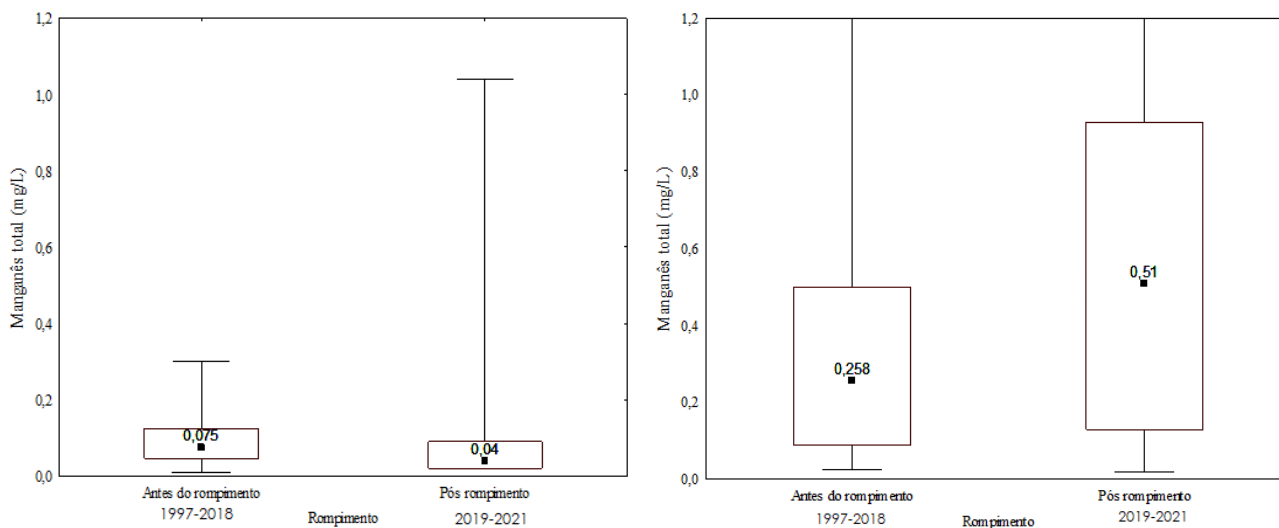 Manganês total (mg/L)
1,2
1,0
0,8
0,6
0,4
0,2
0,0
0,075
0,04
Antes do rompimento
1997-2018
Rompimento
Pós rompimento
2019-2021
Manganês total (mg/L)
1,2
1,0
0,8
0,6
0,4
0,2
0,0
0,258
0,51
Antes do rompimento
1997-2018
Rompimento
Pós rompimento
2019-2021